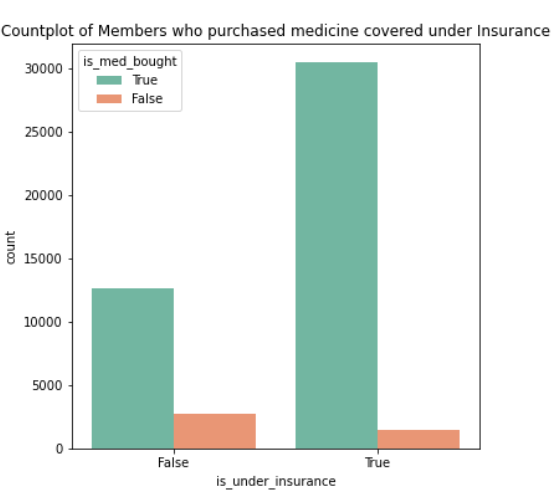 Countplot of Members who purchased medicine covered under Insurance
is_med_bought
True
False
30000
25000
20000
15000
10000
5000
0
count
False True
is_under_insurance